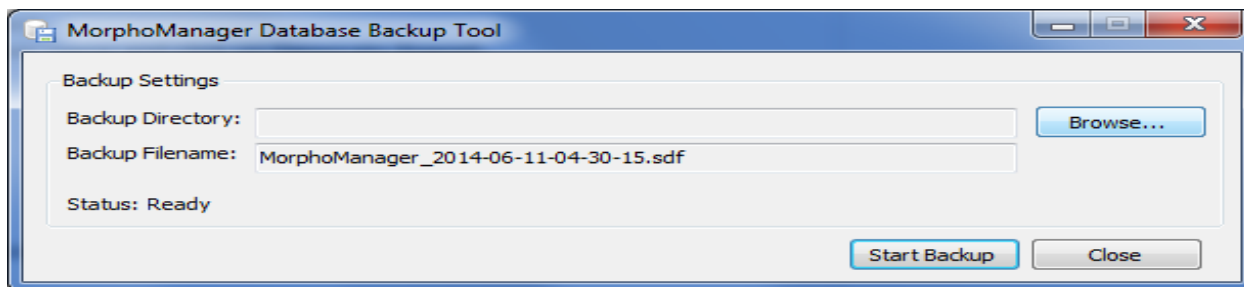 MorphoManager Database Backup Tool
Backup Settings
Backup Directory:
Browse...
Backup Filename: MorphoManager_2014-06-11-04-30-15.sdf
Status: Ready
Start Backup Close